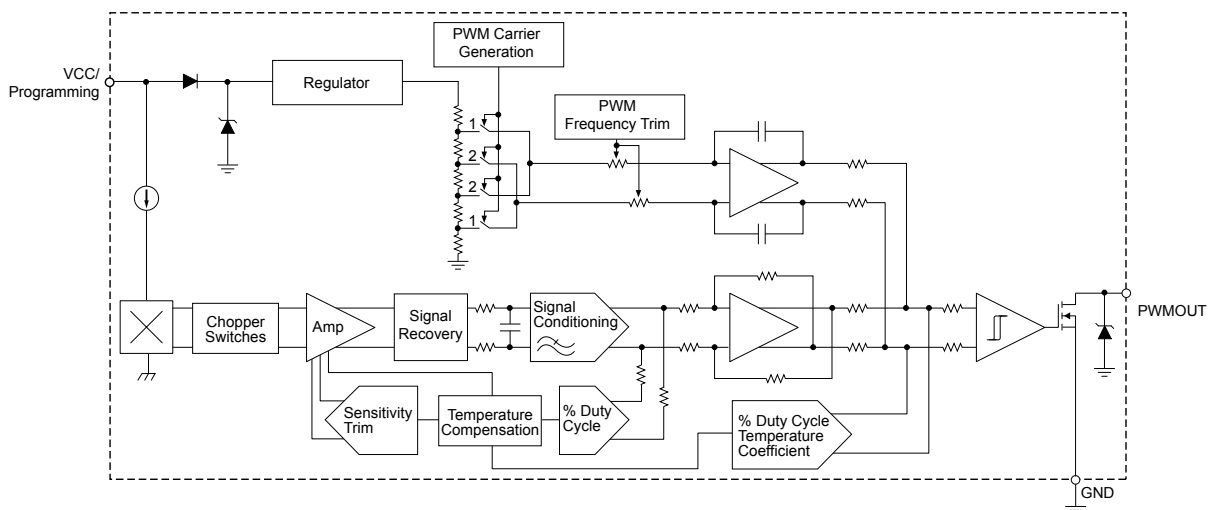 PWM Carrier
Generation
VCC/
Programming
Regulator
PWM
Frequency Trim
1
2
2
1
Chopper
Switches
Amp
Signal
Recovery
Signal
Conditioning
PWMOUT
Sensitivity
Trim
Temperature
Compensation
% Duty
Cycle
% Duty Cycle
Temperature
Coefficient
GND